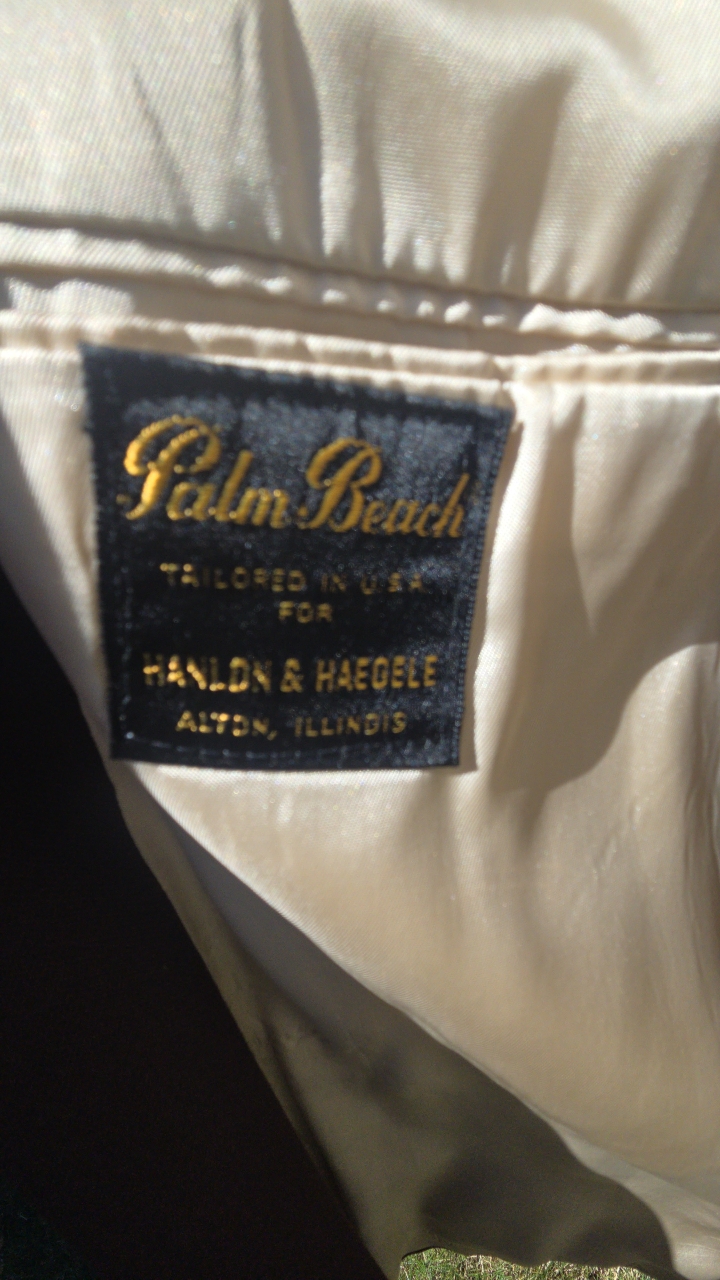 Palm Beach
TAILORED IN U.S.A.
FOR
HANLON & HAEGELE
ALTON, ILLINOIS